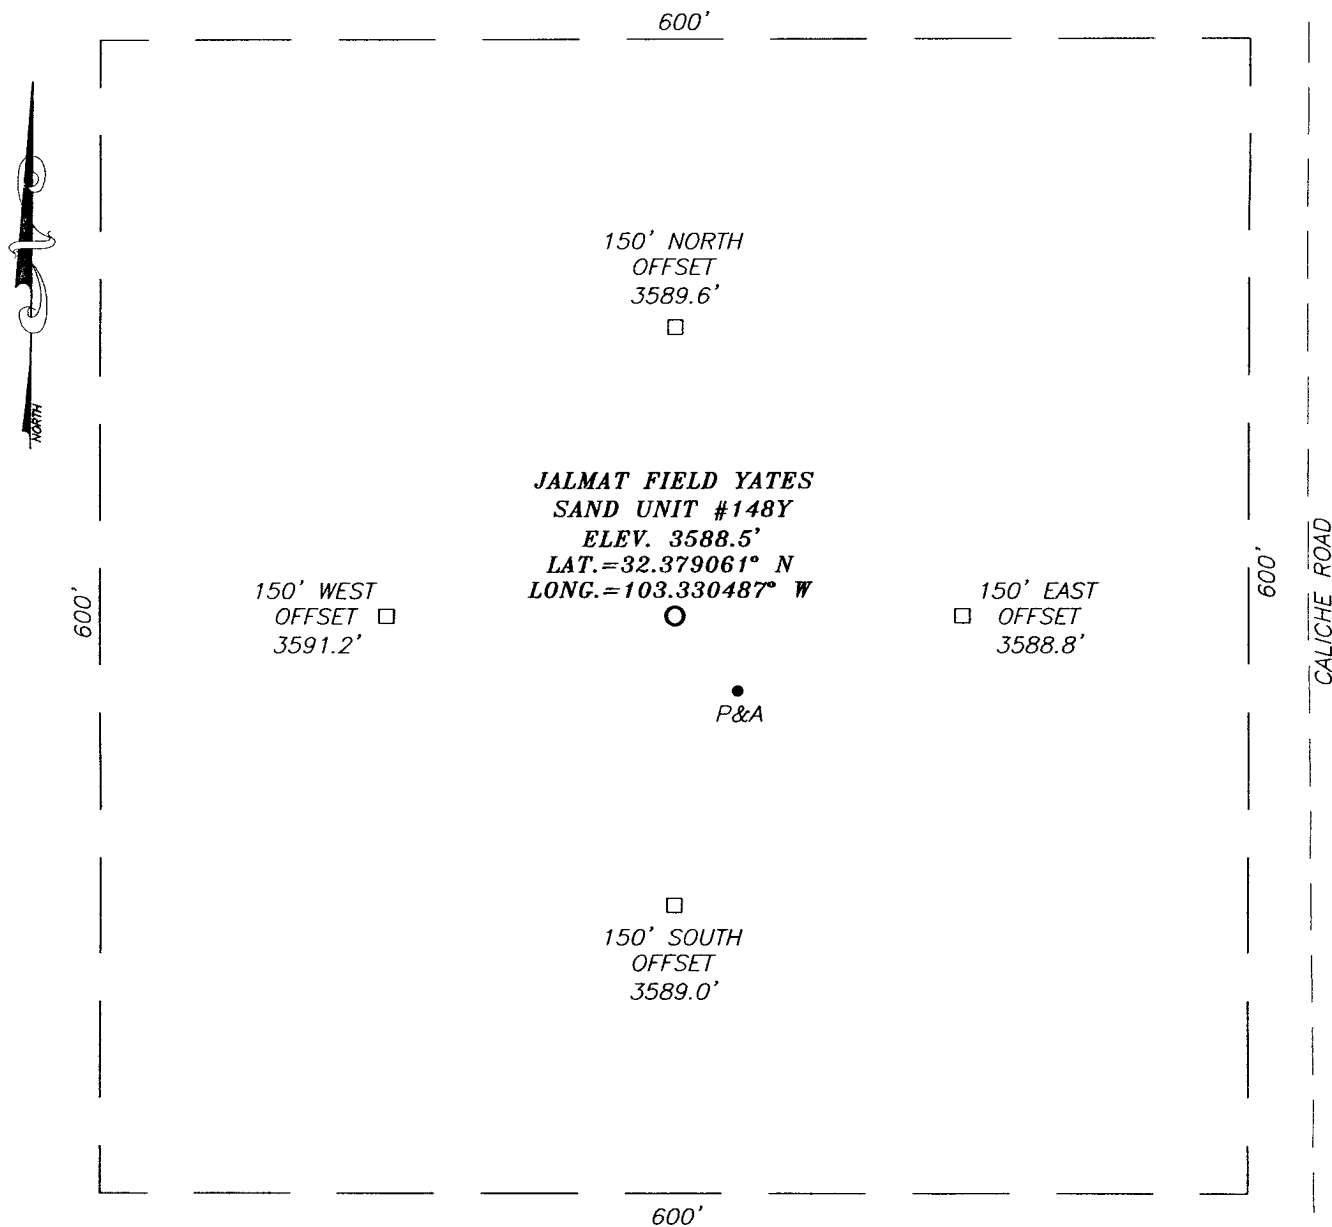 600'
NORTH
150' NORTH
OFFSET
3589.6'
JALMAT FIELD YATES
SAND UNIT #148Y
ELEV. 3588.5'
LAT.=32.379061° N
LONG.=103.330487° W
600'
150' WEST
OFFSET
3591.2'
150' EAST
OFFSET
3588.8'
600'
CALICHE ROAD
P&A
150' SOUTH
OFFSET
3589.0'
600'